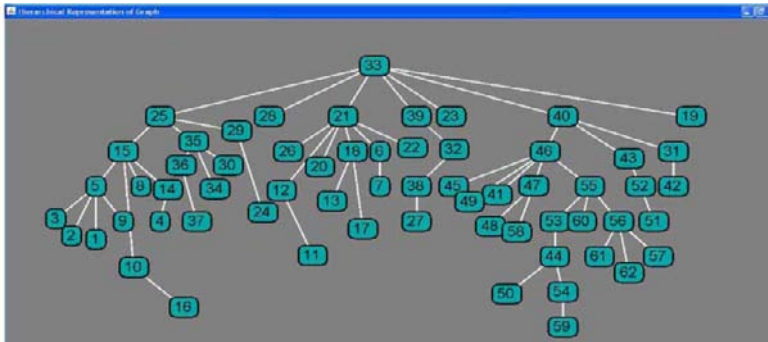 Hierarchical Representation of Graph
33
25 28 21 39 23 40 19
15 35 29 26 20 18 6 22 32 46 43 31
5 8 14 36 34 30 24 12 13 17 7 38 45 49 41 47 55 52 42
3 2 1 9 4 37 11 27 48 58 53 60 56 51
10 44 61 62 57
16 50 54
59